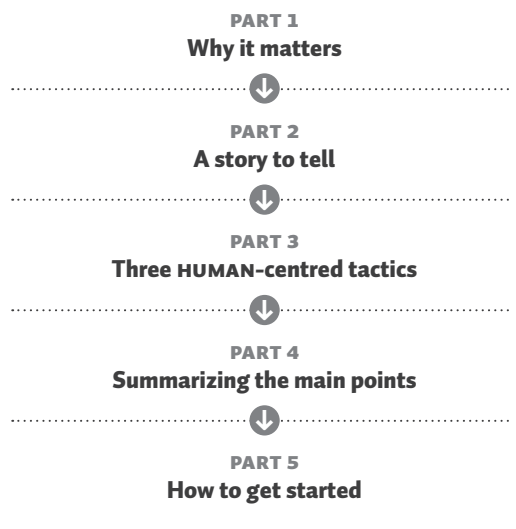 PART 1
Why it matters
PART 2
A story to tell
PART 3
Three HUMAN-centred tactics
PART 4
Summarizing the main points
PART 5
How to get started